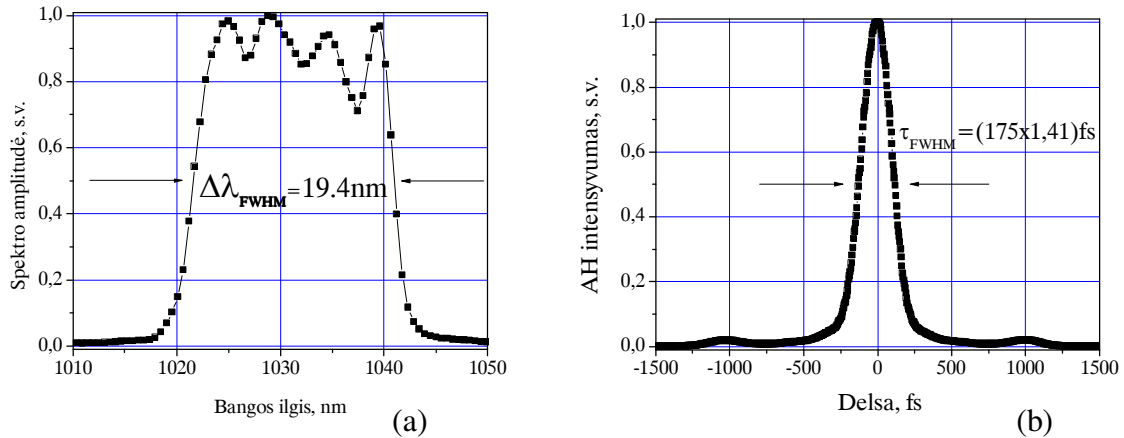 1,0
0,8
0,6
0,4
0,2
0,0
Spektro amplitudė, s.v.
Δλ_FWHM = 19.4nm
1010 1020 1030 1040 1050
Bangos ilgis, nm
(a)
1,0
0,8
0,6
0,4
0,2
0,0
AH intensyvumas, s.v.
τ_FWHM = (175x1,41)fs
-1500 -1000 -500 0 500 1000 1500
Delsa, fs
(b)